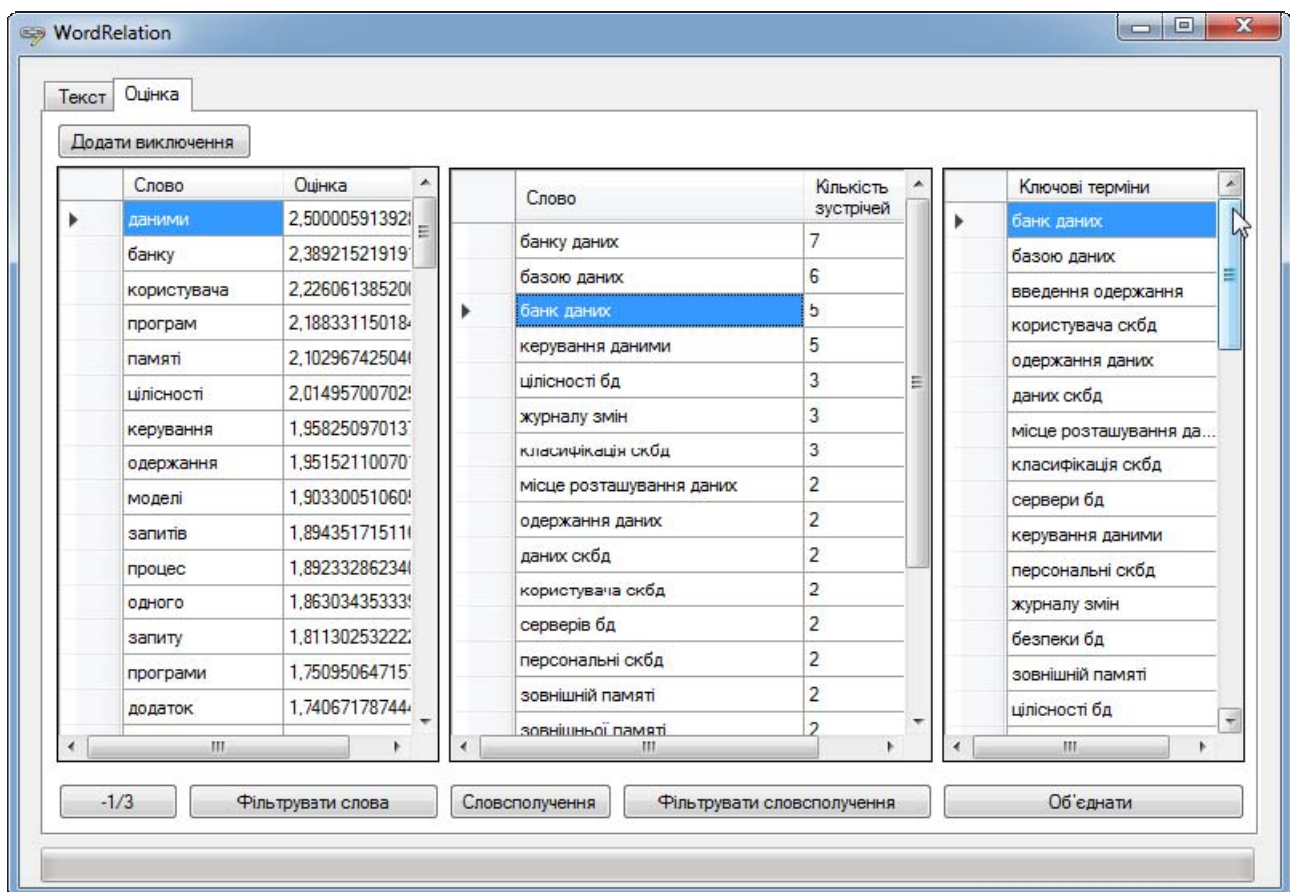 WordRelation
Текст Оцінка
Додати виключення
Слово Оцінка
даними 2,500005913928
банку 2,38921521919
користувача 2,22606138520
програм 2,18833115018
памяті 2,10296742504
цілісності 2,01495700702
керування 1,95825097013
одержання 1,95152110070
моделі 1,90330051060
запитів 1,89435171511
процес 1,89233286234
одного 1,86303435333
запиту 1,81130253222
програми 1,75095064715
додаток 1,74067178744
Слово Кількість зустрічей
банку даних 7
базою даних 6
банк даних 5
керування даними 5
цілісності бд 3
журналу змін 3
класифікація скбд 3
місце розташування даних 2
одержання даних 2
даних скбд 2
користувача скбд 2
серверів бд 2
персональні скбд 2
зовнішній памяті 2
зовнішньої памяті 2
Ключові терміни
банк даних
базою даних
введення одержання
користувача скбд
одержання даних
даних скбд
місце розташування да...
класифікація скбд
сервери бд
керування даними
персональні скбд
журналу змін
безпеки бд
зовнішній памяті
цілісності бд
-1/3 Фільтрувати слова Словсполучення Фільтрувати словсполучення Об'єднати